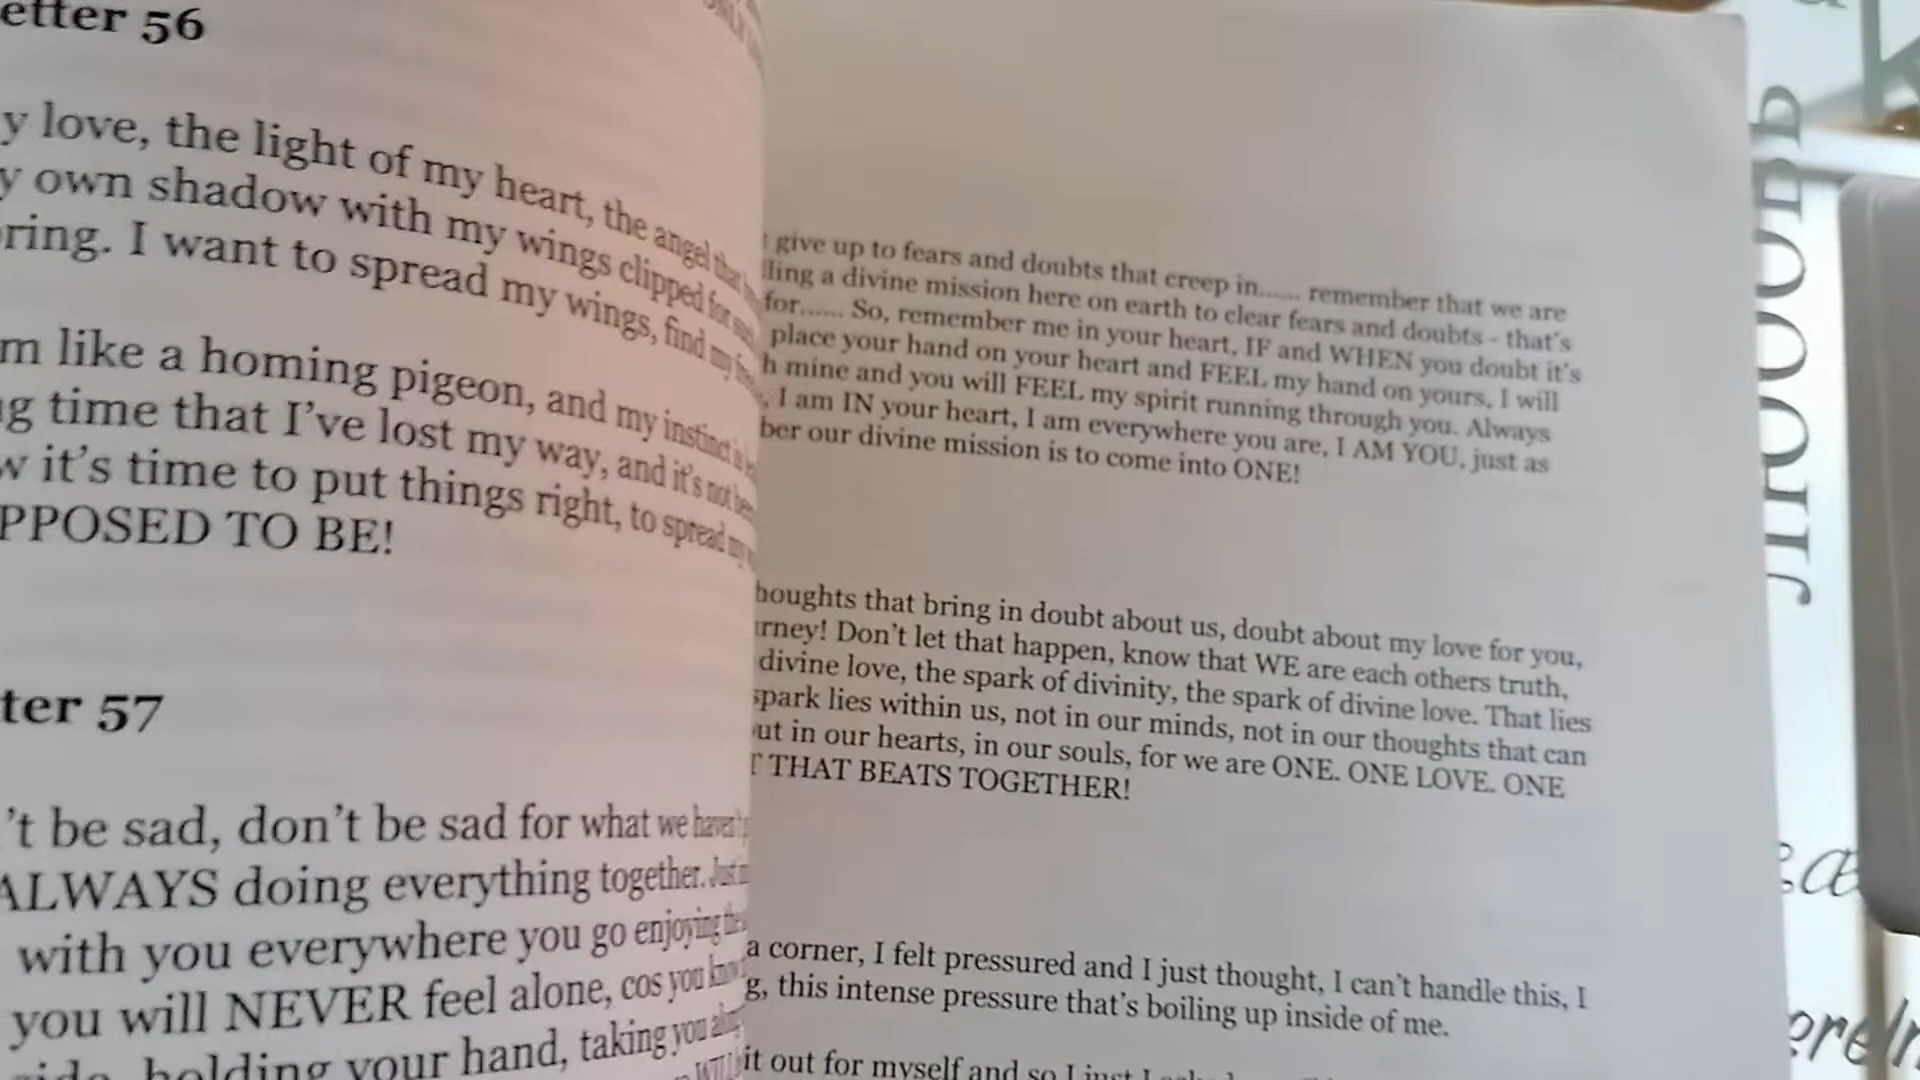 etter 56
y love, the light of my heart, the angel that
y own shadow with my wings clipped for
ring. I want to spread my wings, find my
m like a homing pigeon, and my instinct is
g time that I've lost my way, and it's not been
w it's time to put things right, to spread my
PPOSED TO BE!
ter 57
't be sad, don't be sad for what we haven't
ALWAYS doing everything together. Just
with you everywhere you go enjoying the
you will NEVER feel alone, cos you know
side, holding your hand, taking you
give up to fears and doubts that creep in...... remember that we are
lling a divine mission here on earth to clear fears and doubts - that's
for...... So, remember me in your heart, IF and WHEN you doubt it's
place your hand on your heart and FEEL my hand on yours, I will
h mine and you will FEEL my spirit running through you. Always
, I am IN your heart, I am everywhere you are, I AM YOU, just as
ber our divine mission is to come into ONE!
houghts that bring in doubt about us, doubt about my love for you,
urney! Don't let that happen, know that WE are each others truth,
divine love, the spark of divinity, the spark of divine love. That lies
spark lies within us, not in our minds, not in our thoughts that can
ut in our hearts, in our souls, for we are ONE. ONE LOVE. ONE
T THAT BEATS TOGETHER!
a corner, I felt pressured and I just thought, I can't handle this, I
g, this intense pressure that's boiling up inside of me.
it out for myself and so I just